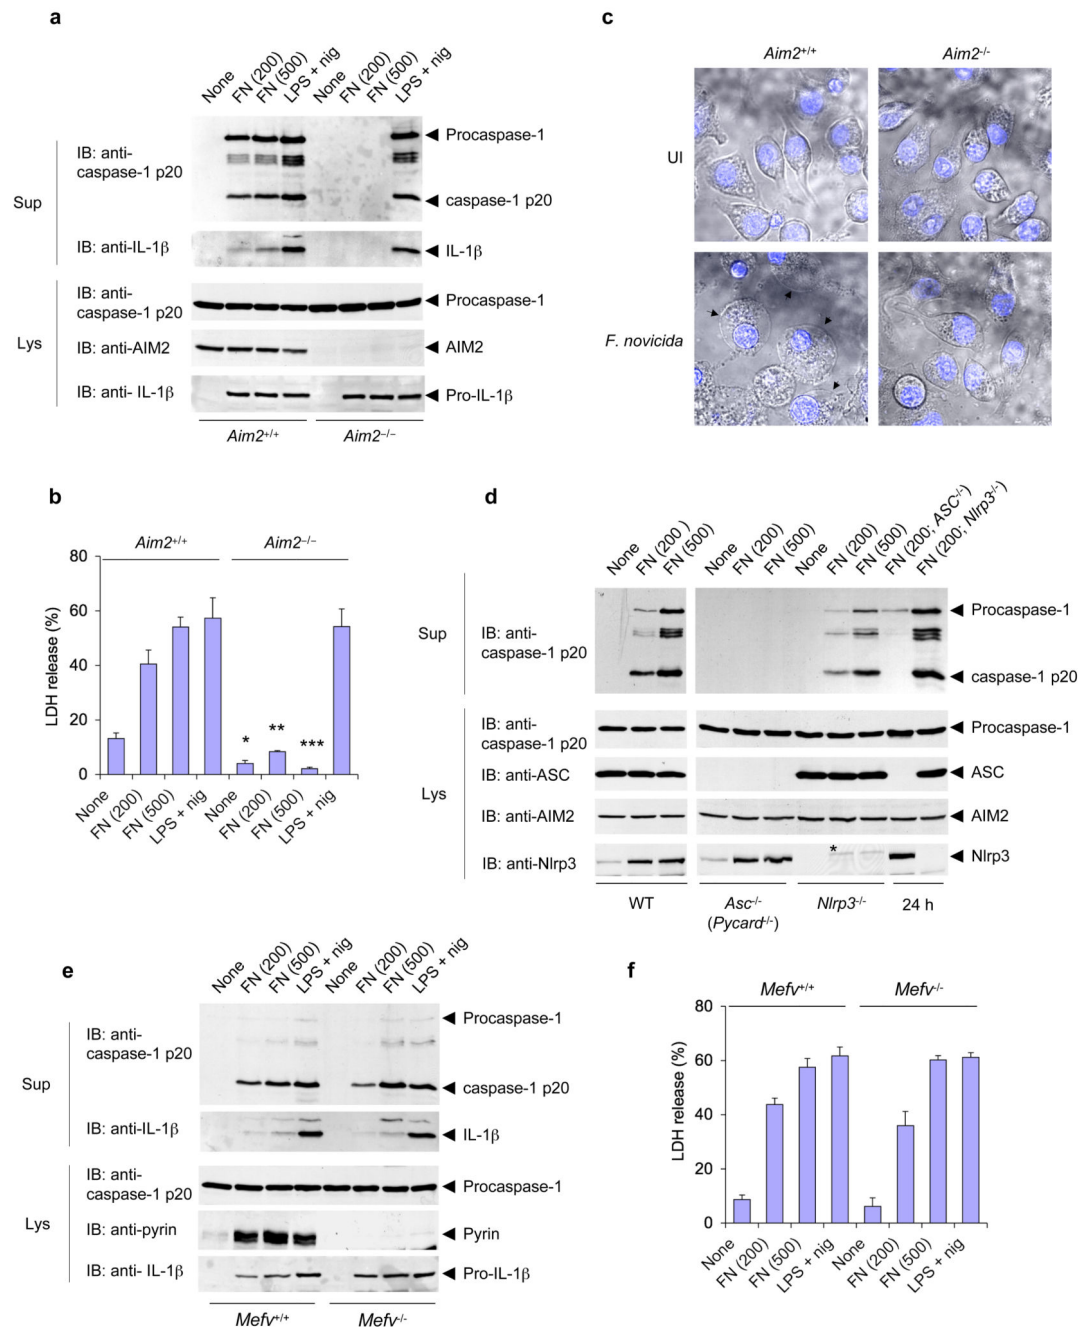 a
None
FN (200)
FN (500)
LPS + nig
None
FN (200)
FN (500)
LPS + nig
Sup
IB: anti-
caspase-1 p20
Procaspase-1
caspase-1 p20
IB: anti-IL-1β
IL-1β
Lys
IB: anti-
caspase-1 p20
Procaspase-1
IB: anti-AIM2
AIM2
IB: anti- IL-1β
Pro-IL-1β
Aim2+/+
Aim2–/–
c
Aim2+/+
Aim2-/-
UI
F. novicida
b
Aim2+/+
Aim2–/–
LDH release (%)
80
60
40
20
0
*
**
***
None
FN (200)
FN (500)
LPS + nig
None
FN (200)
FN (500)
LPS + nig
d
None
FN (200 )
FN (500)
None
FN (200)
FN (500)
None
FN (200)
FN (500)
FN (200; ASC-/-)
FN (200; Nlrp3-/-)
Sup
IB: anti-
caspase-1 p20
Procaspase-1
caspase-1 p20
Lys
IB: anti-
caspase-1 p20
Procaspase-1
IB: anti-ASC
ASC
IB: anti-AIM2
AIM2
IB: anti-Nlrp3
*
Nlrp3
WT
Asc-/-
(Pycard-/-)
Nlrp3-/-
24 h
e
None
FN (200)
FN (500)
LPS + nig
None
FN (200)
FN (500)
LPS + nig
Sup
IB: anti-
caspase-1 p20
Procaspase-1
caspase-1 p20
IB: anti-IL-1β
IL-1β
Lys
IB: anti-
caspase-1 p20
Procaspase-1
IB: anti-pyrin
Pyrin
IB: anti- IL-1β
Pro-IL-1β
Mefv+/+
Mefv-/-
f
Mefv+/+
Mefv-/-
LDH release (%)
80
60
40
20
0
None
FN (200)
FN (500)
LPS + nig
None
FN (200)
FN (500)
LPS + nig